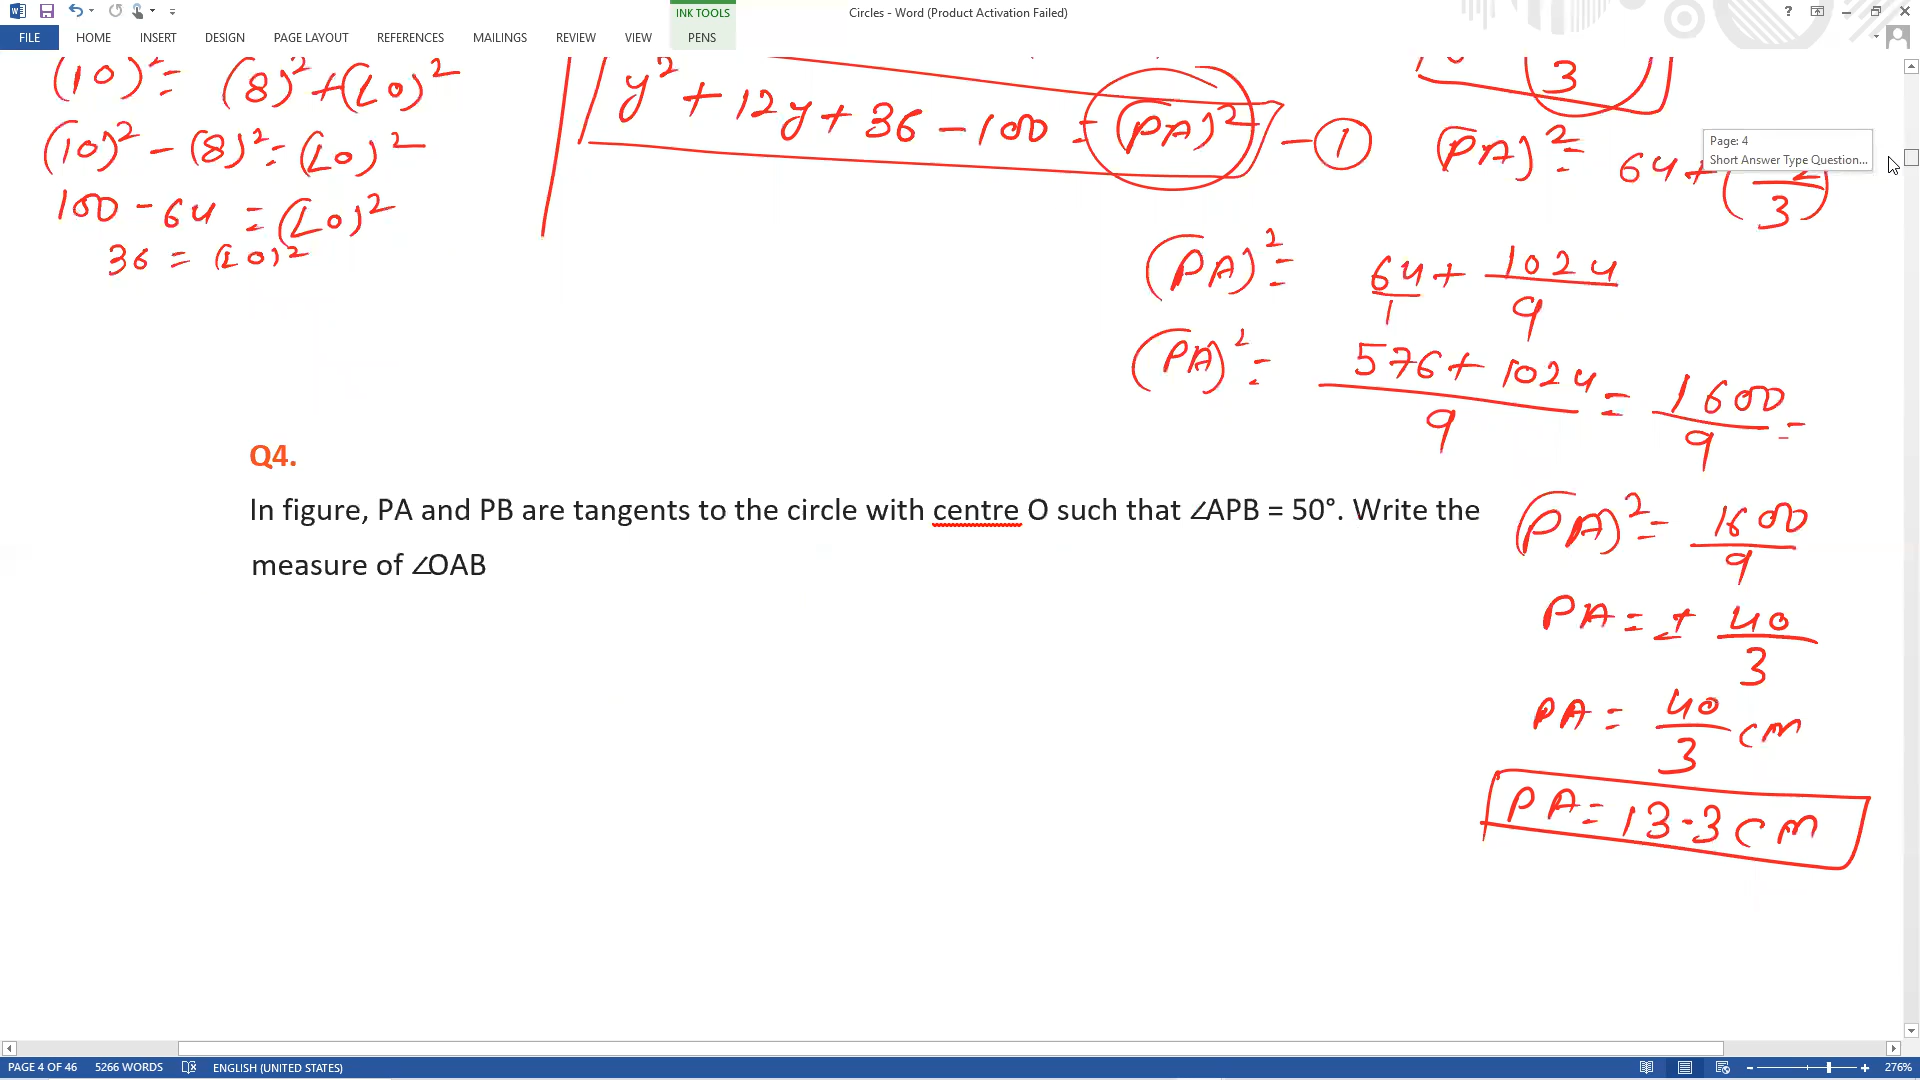 INK TOOLS
Circles - Word (Product Activation Failed)
FILE HOME INSERT DESIGN PAGE LAYOUT REFERENCES MAILINGS REVIEW VIEW PENS
(10)² = (8)² + (LO)²
(10)² - (8)² = (LO)²
100 - 64 = (LO)²
36 = (LO)²
y² + 12y + 36 - 100 = (PA)² - ①
3
(PA)² = 64 +
3
Page: 4
Short Answer Type Question...
(PA)² = 64/1 + 1024/9
(PA)² = 576 + 1024/9 = 1600/9 =
Q4.
In figure, PA and PB are tangents to the circle with centre O such that ∠APB = 50°. Write the
measure of ∠OAB
(PA)² = 1600/9
PA = ± 40/3
PA = 40/3 cm
PA = 13.3 cm
PAGE 4 OF 46 5266 WORDS ENGLISH (UNITED STATES) 276%